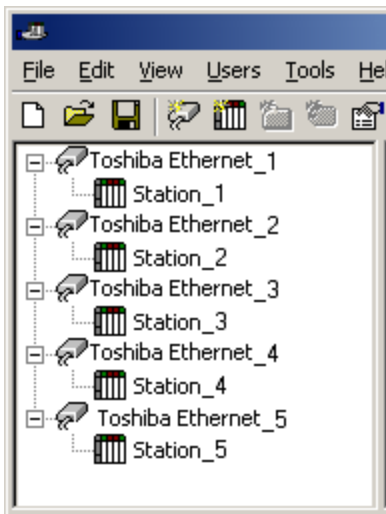 File Edit View Users Tools
Toshiba Ethernet_1
Station_1
Toshiba Ethernet_2
Station_2
Toshiba Ethernet_3
Station_3
Toshiba Ethernet_4
Station_4
Toshiba Ethernet_5
Station_5